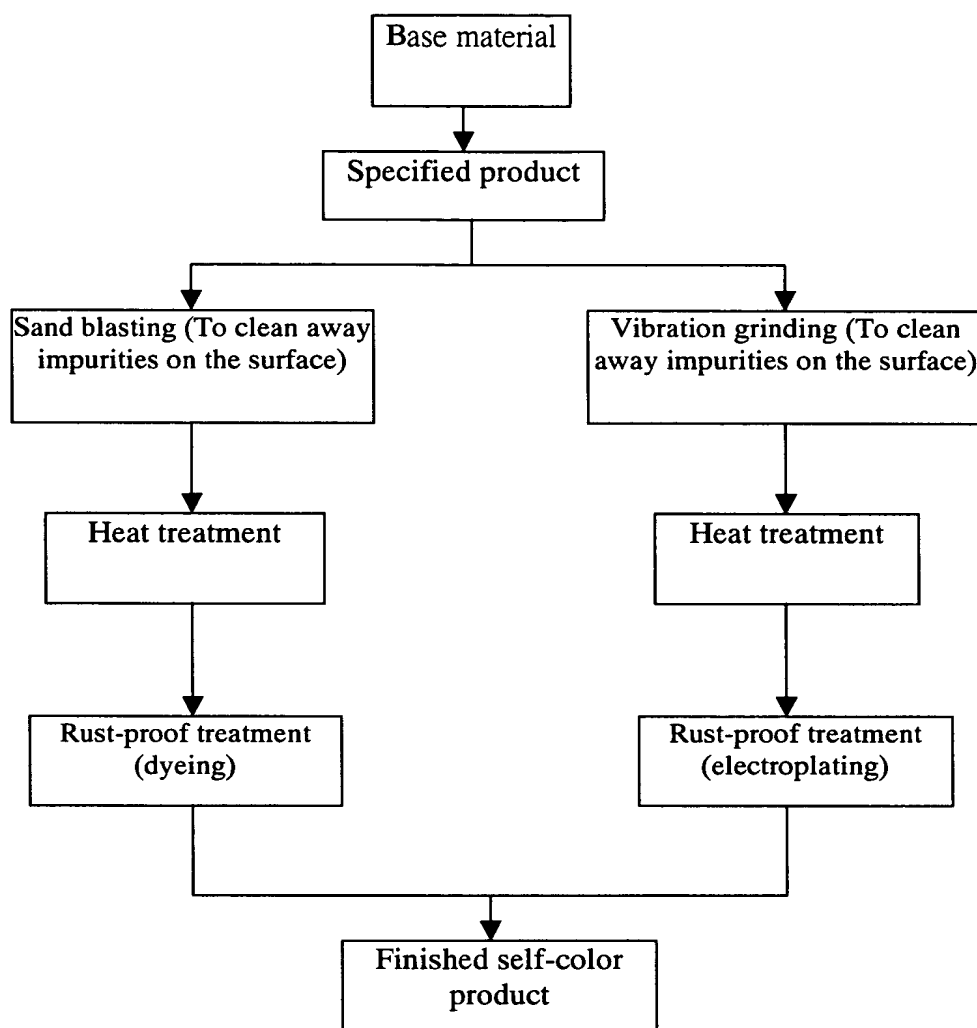 Base material
Specified product
Sand blasting (To clean away
impurities on the surface)
Vibration grinding (To clean
away impurities on the surface)
Heat treatment
Heat treatment
Rust-proof treatment
(dyeing)
Rust-proof treatment
(electroplating)
Finished self-color
product